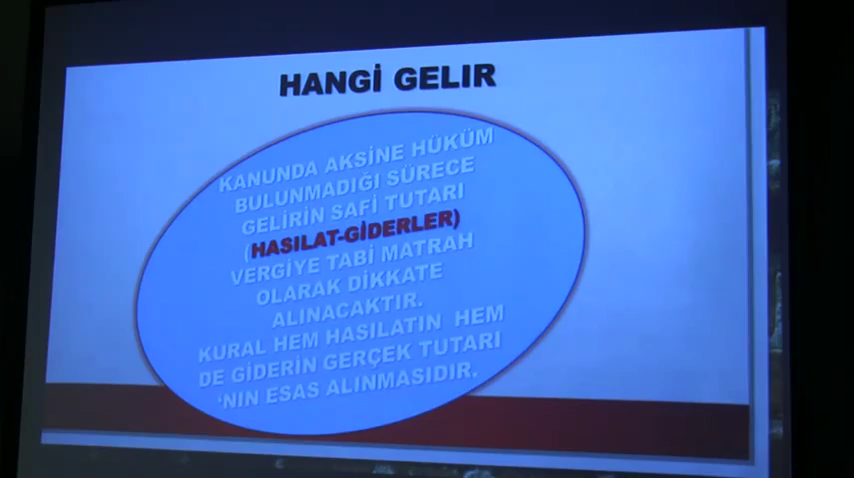 HANGİ GELIR
KANUNDA AKSİNE HÜKÜM
BULUNMADIĞI SÜRECE
GELİRİN SAFİ TUTARI
(HASILAT-GİDERLER)
VERGİYE TABİ MATRAH
OLARAK DİKKATE
ALINACAKTIR.
KURAL HEM HASILATIN HEM
DE GİDERİN GERÇEK TUTARI
‘NIN ESAS ALINMASIDIR.